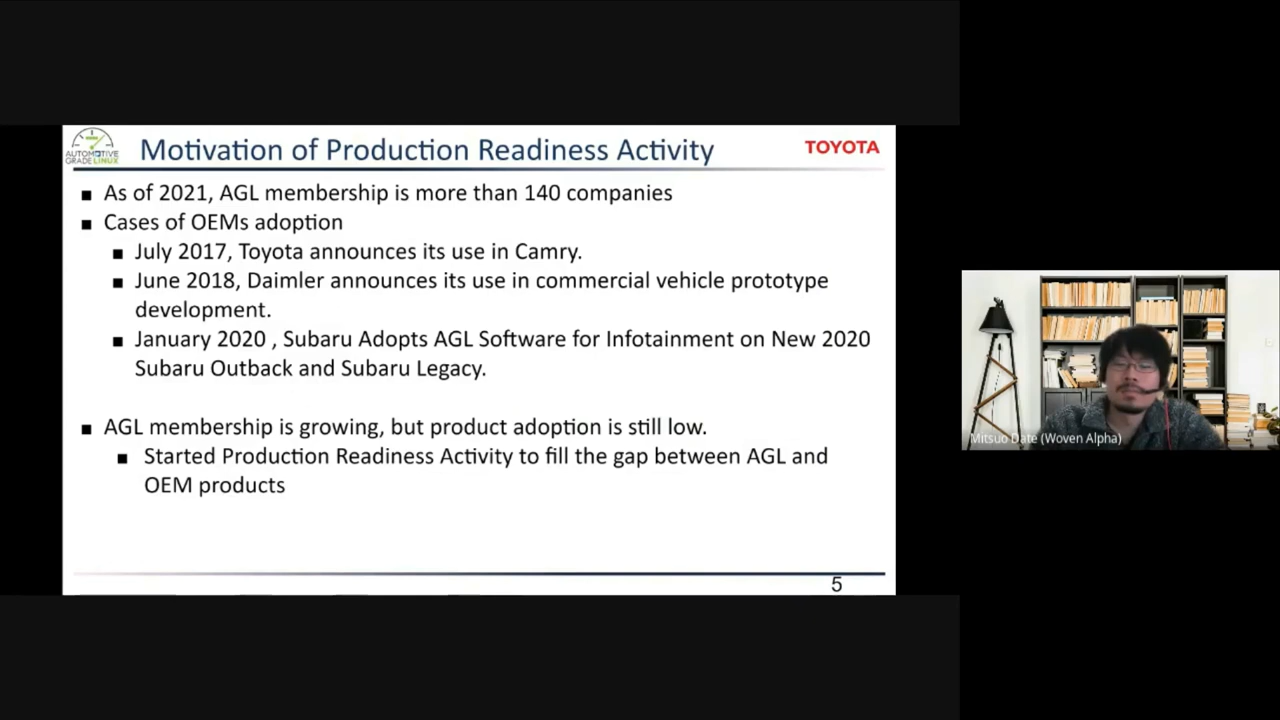 AUTOMOTIVE
GRADELINUX
Motivation of Production Readiness Activity
TOYOTA
■ As of 2021, AGL membership is more than 140 companies
■ Cases of OEMs adoption
■ July 2017, Toyota announces its use in Camry.
■ June 2018, Daimler announces its use in commercial vehicle prototype
development.
■ January 2020 , Subaru Adopts AGL Software for Infotainment on New 2020
Subaru Outback and Subaru Legacy.
■ AGL membership is growing, but product adoption is still low.
■ Started Production Readiness Activity to fill the gap between AGL and
OEM products
5
Mitsuo Date (Woven Alpha)